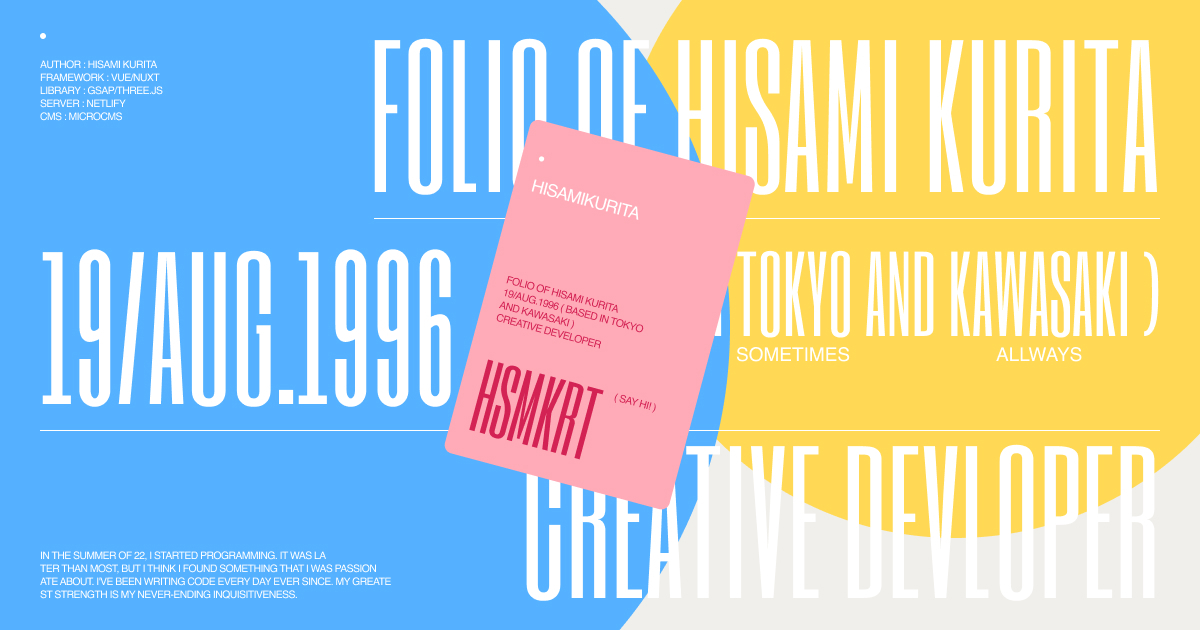 AUTHOR : HISAMI KURITA
FRAMEWORK : VUE/NUXT
LIBRARY : GSAP/THREE.JS
SERVER : NETLIFY
CMS : MICROCMS
FOLIO OF HISAMI KURITA
19/AUG.1996
TOKYO AND KAWASAKI )
SOMETIMES ALLWAYS
CREATIVE DEVLOPER
HISAMIKURITA
FOLIO OF HISAMI KURITA
19/AUG.1996 ( BASED IN TOKYO
AND KAWASAKI )
CREATIVE DEVELOPER
HSMKRT ( SAY HI! )
IN THE SUMMER OF 22, I STARTED PROGRAMMING. IT WAS LA
TER THAN MOST, BUT I THINK I FOUND SOMETHING THAT I WAS PASSION
ATE ABOUT. I'VE BEEN WRITING CODE EVERY DAY EVER SINCE. MY GREATE
ST STRENGTH IS MY NEVER-ENDING INQUISITIVENESS.